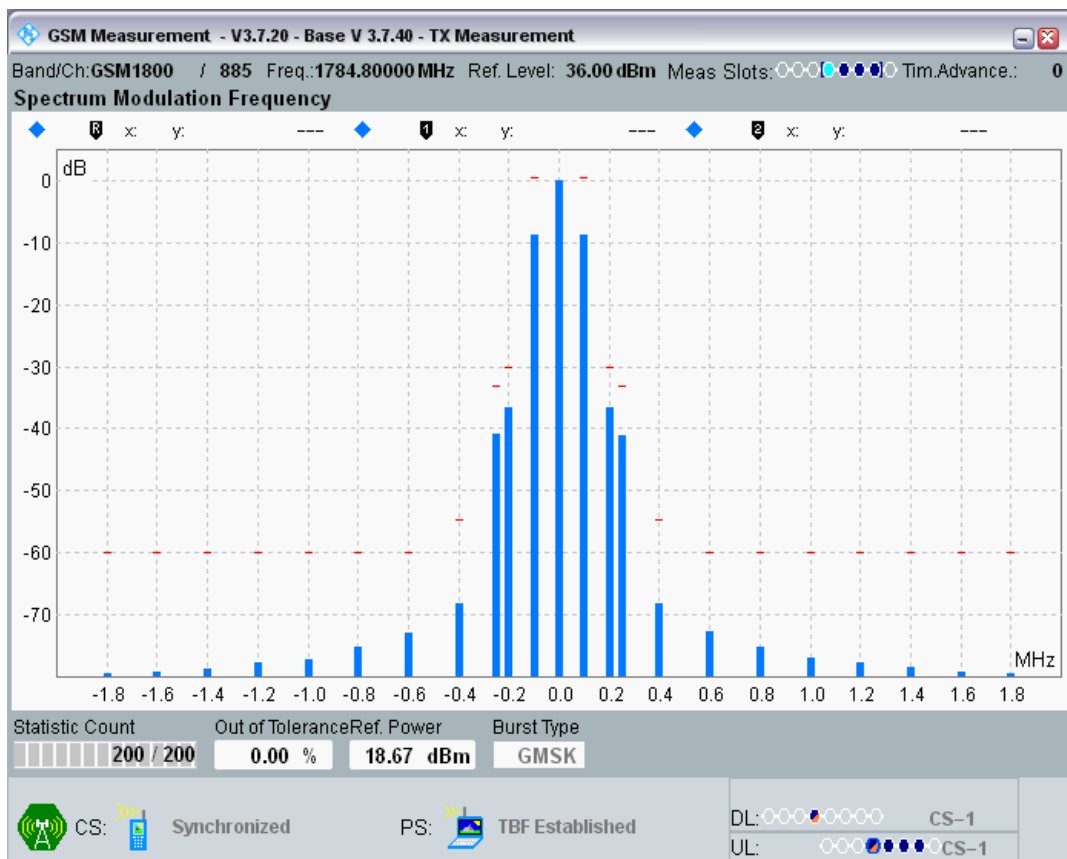 GSM Measurement - V3.7.20 - Base V 3.7.40 - TX Measurement
Band/Ch:GSM1800 / 885 Freq.:1784.80000 MHz Ref. Level: 36.00 dBm Meas Slots: Tim.Advance.: 0
Spectrum Modulation Frequency
R x: y: --- 1 x: y: --- 2 x: y: ---
dB
0
-10
-20
-30
-40
-50
-60
-70
MHz
-1.8 -1.6 -1.4 -1.2 -1.0 -0.8 -0.6 -0.4 -0.2 0.0 0.2 0.4 0.6 0.8 1.0 1.2 1.4 1.6 1.8
Statistic Count Out of Tolerance Ref. Power Burst Type
200 / 200 0.00 % 18.67 dBm GMSK
CS: Synchronized PS: TBF Established
DL: CS-1
UL: CS-1